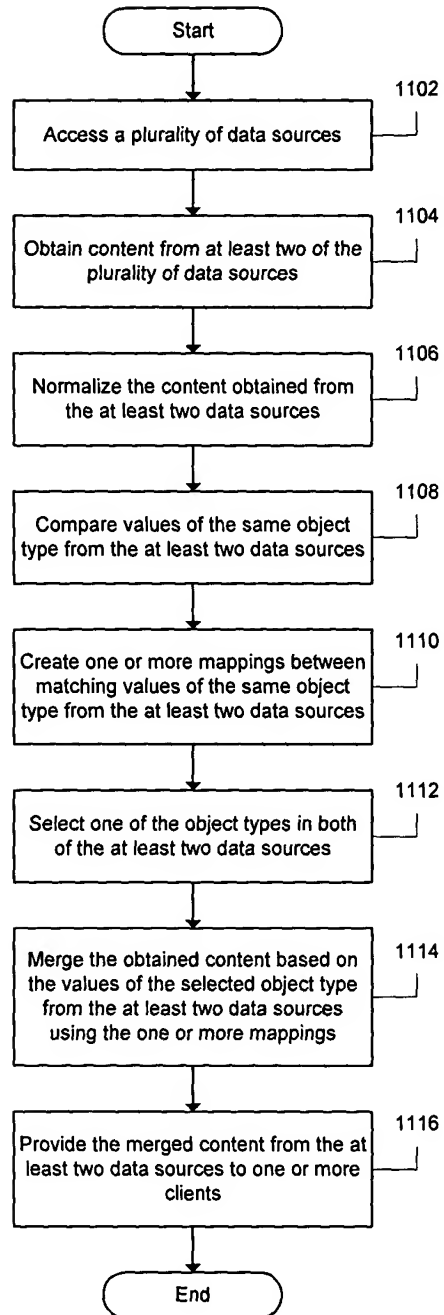 Start
1102
Access a plurality of data sources
1104
Obtain content from at least two of the
plurality of data sources
1106
Normalize the content obtained from
the at least two data sources
1108
Compare values of the same object
type from the at least two data sources
1110
Create one or more mappings between
matching values of the same object
type from the at least two data sources
1112
Select one of the object types in both
of the at least two data sources
1114
Merge the obtained content based on
the values of the selected object type
from the at least two data sources
using the one or more mappings
1116
Provide the merged content from the at
least two data sources to one or more
clients
End